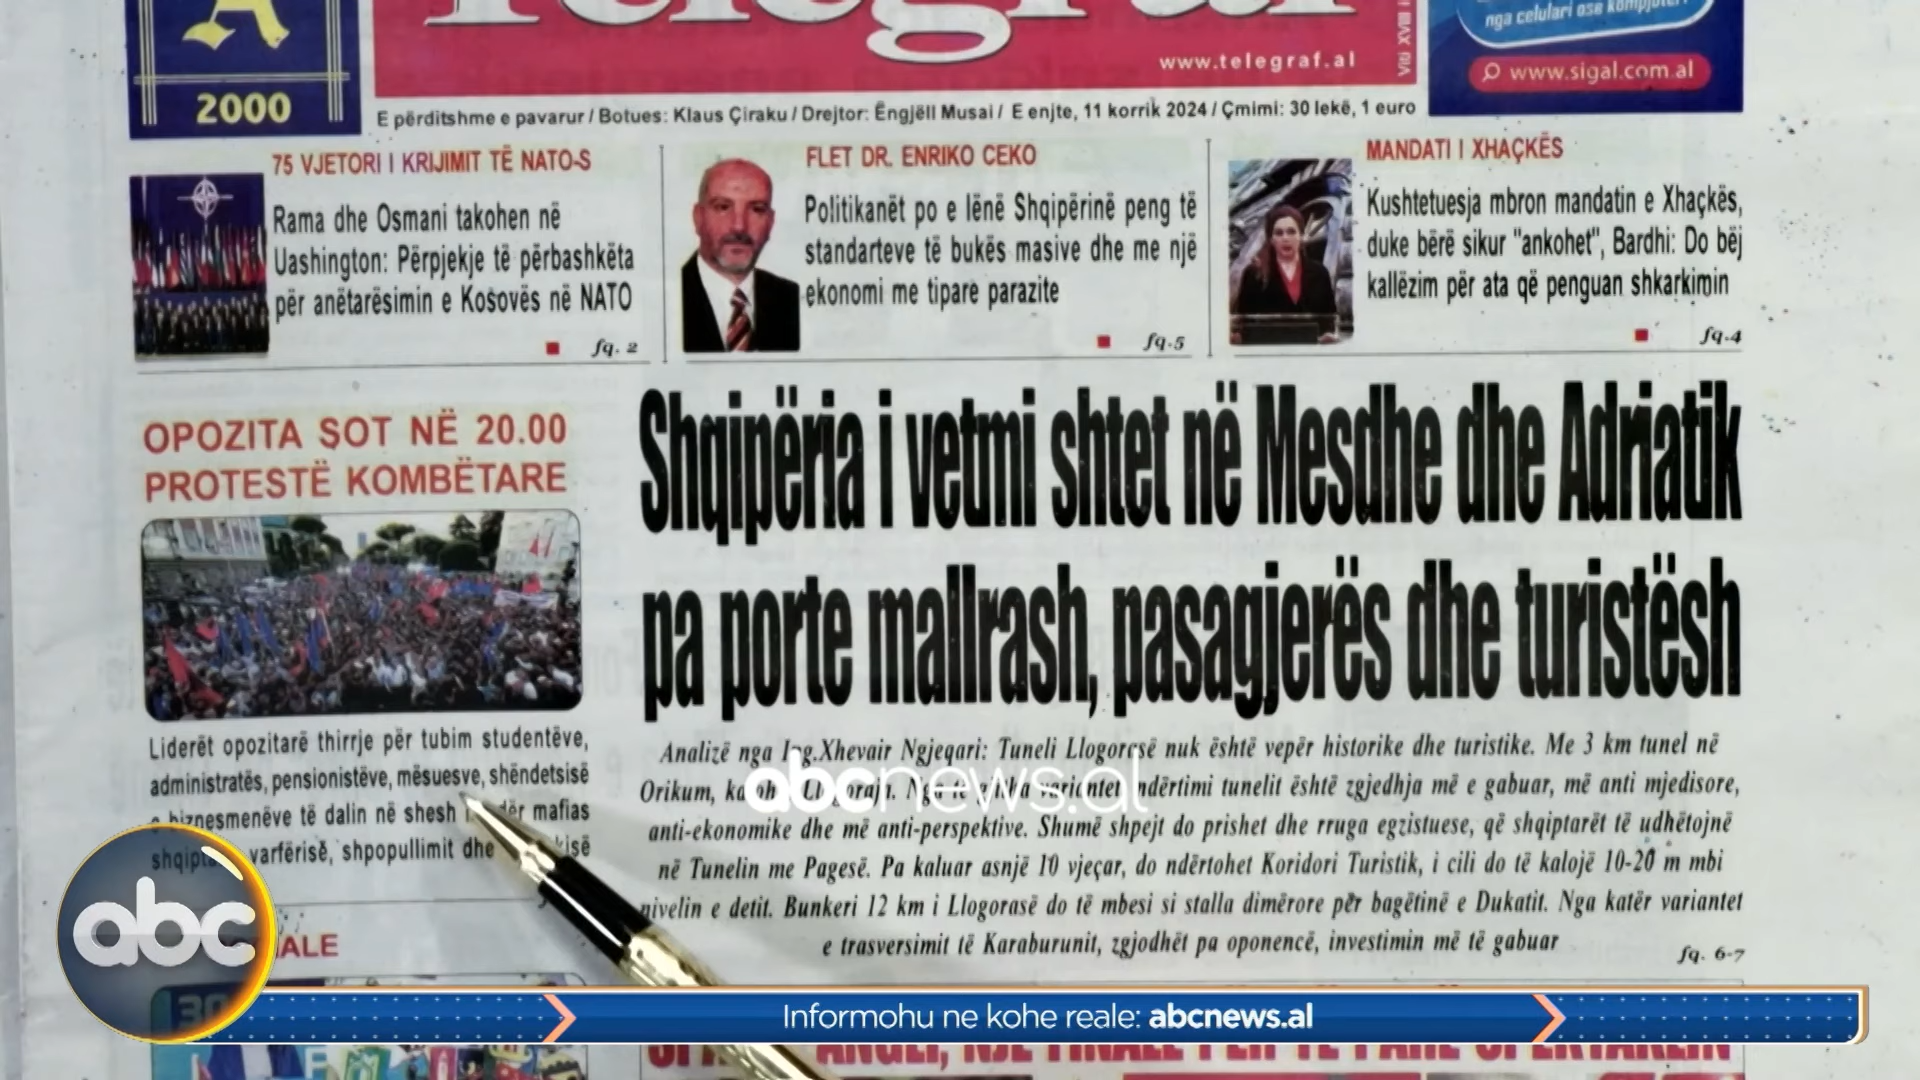 A
2000
Telegraf
www.telegraf.al
Viti XVIII
nga celulari ose kompjuteri
www.sigal.com.al
E përditshme e pavarur / Botues: Klaus Çiraku / Drejtor: Ëngjëll Musai / E enjte, 11 korrik 2024 / Çmimi: 30 lekë, 1 euro
75 VJETORI I KRIJIMIT TË NATO-S
Rama dhe Osmani takohen në
Uashington: Përpjekje të përbashkëta
për anëtarësimin e Kosovës në NATO
fq. 2
FLET DR. ENRIKO CEKO
Politikanët po e lënë Shqipërinë peng të
standarteve të bukës masive dhe me një
ekonomi me tipare parazite
fq.5
MANDATI I XHAÇKËS
Kushtetuesja mbron mandatin e Xhaçkës,
duke bërë sikur "ankohet", Bardhi: Do bëj
kallëzim për ata që penguan shkarkimin
fq.4
OPOZITA SOT NË 20.00
PROTESTË KOMBËTARE
Liderët opozitarë thirrje për tubim studentëve,
administratës, pensionistëve, mësuesve, shëndetsisë
e biznesmenëve të dalin në shesh mafias
varfërisë, shpopullimit dhe
Shqipëria i vetmi shtet në Mesdhe dhe Adriatik
pa porte mallrash, pasagjerës dhe turistësh
Analizë nga Ing.Xhevair Ngjeqari: Tuneli Llogorasë nuk është vepër historike dhe turistike. Me 3 km tunel në
Orikum, ndërtimi tunelit është zgjedhja më e gabuar, më anti mjedisore,
anti-ekonomike dhe më anti-perspektive. Shumë shpejt do prishet dhe rruga egzistuese, që shqiptarët të udhëtojnë
në Tunelin me Pagesë. Pa kaluar asnjë 10 vjeçar, do ndërtohet Koridori Turistik, i cili do të kalojë 10-20 m mbi
nivelin e detit. Bunkeri 12 km i Llogorasë do të mbesi si stalla dimërore për bagëtinë e Dukatit. Nga katër variantet
e trasversimit të Karaburunit, zgjodhët pa oponencë, investimin më të gabuar
fq. 6-7
abcnews.al
abc
Informohu ne kohe reale: abcnews.al